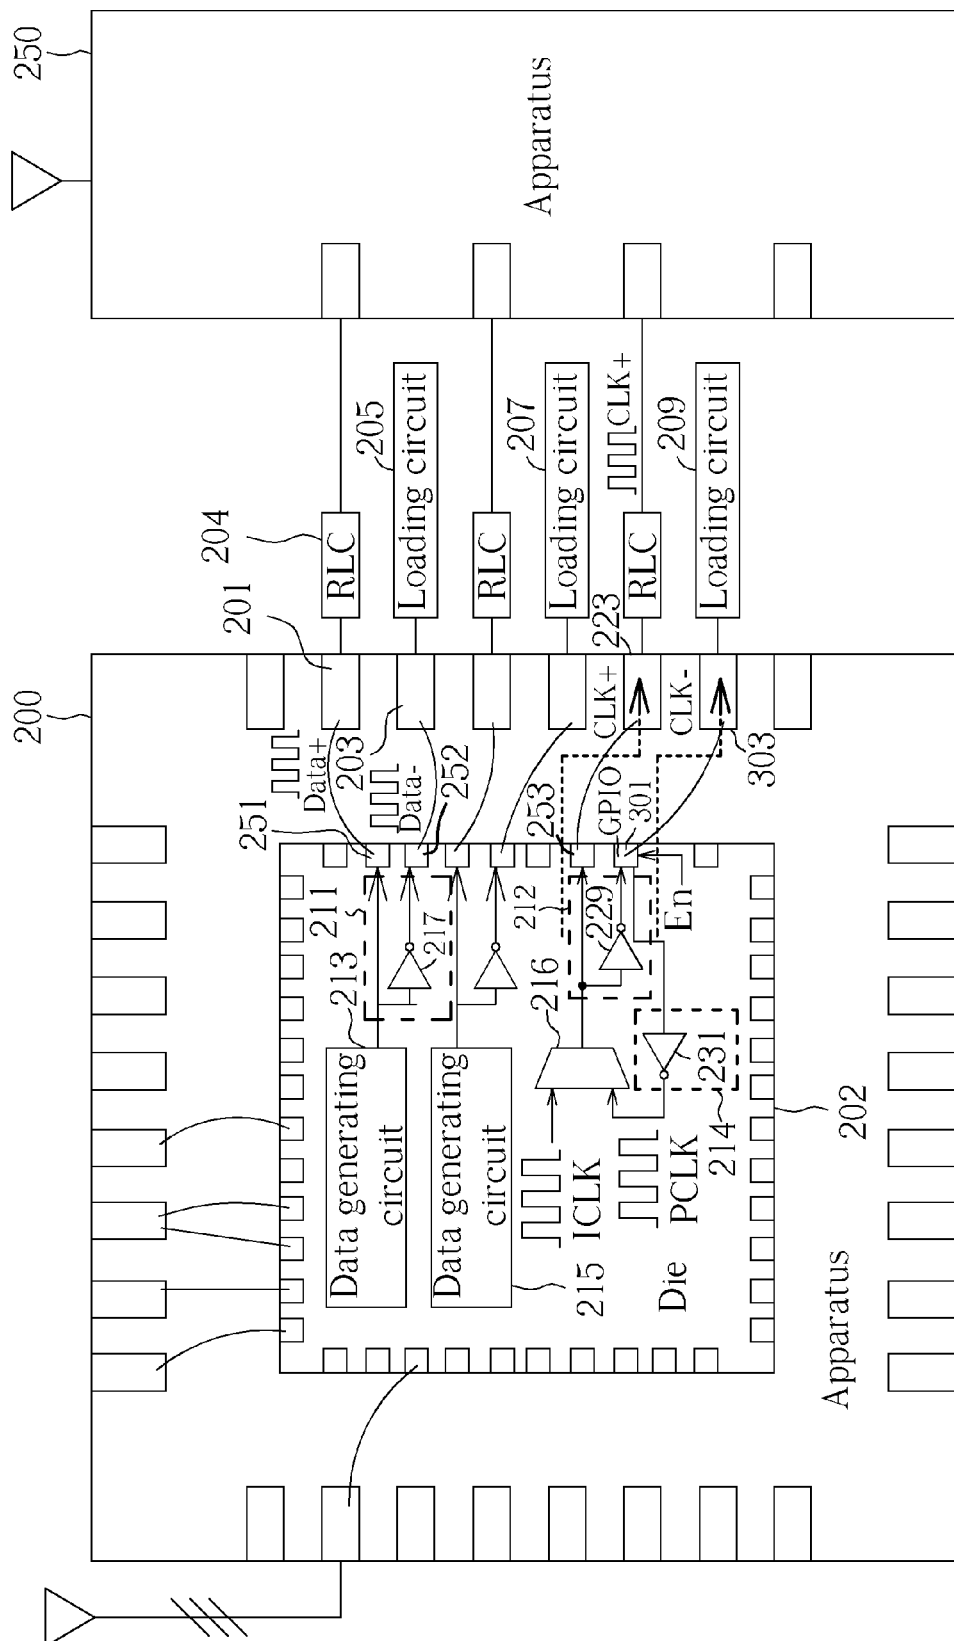 250
Apparatus
200
201
204
RLC
205
Loading circuit
RLC
207
Loading circuit
CLK+
RLC
209
Loading circuit
Data+
203
Data-
251
252
253
CLK+
223
CLK-
303
GPIO
301
En
211
213
217
212
229
216
231
214
202
Data generating
circuit
Data generating
circuit
215
ICLK
PCLK
Die
Apparatus